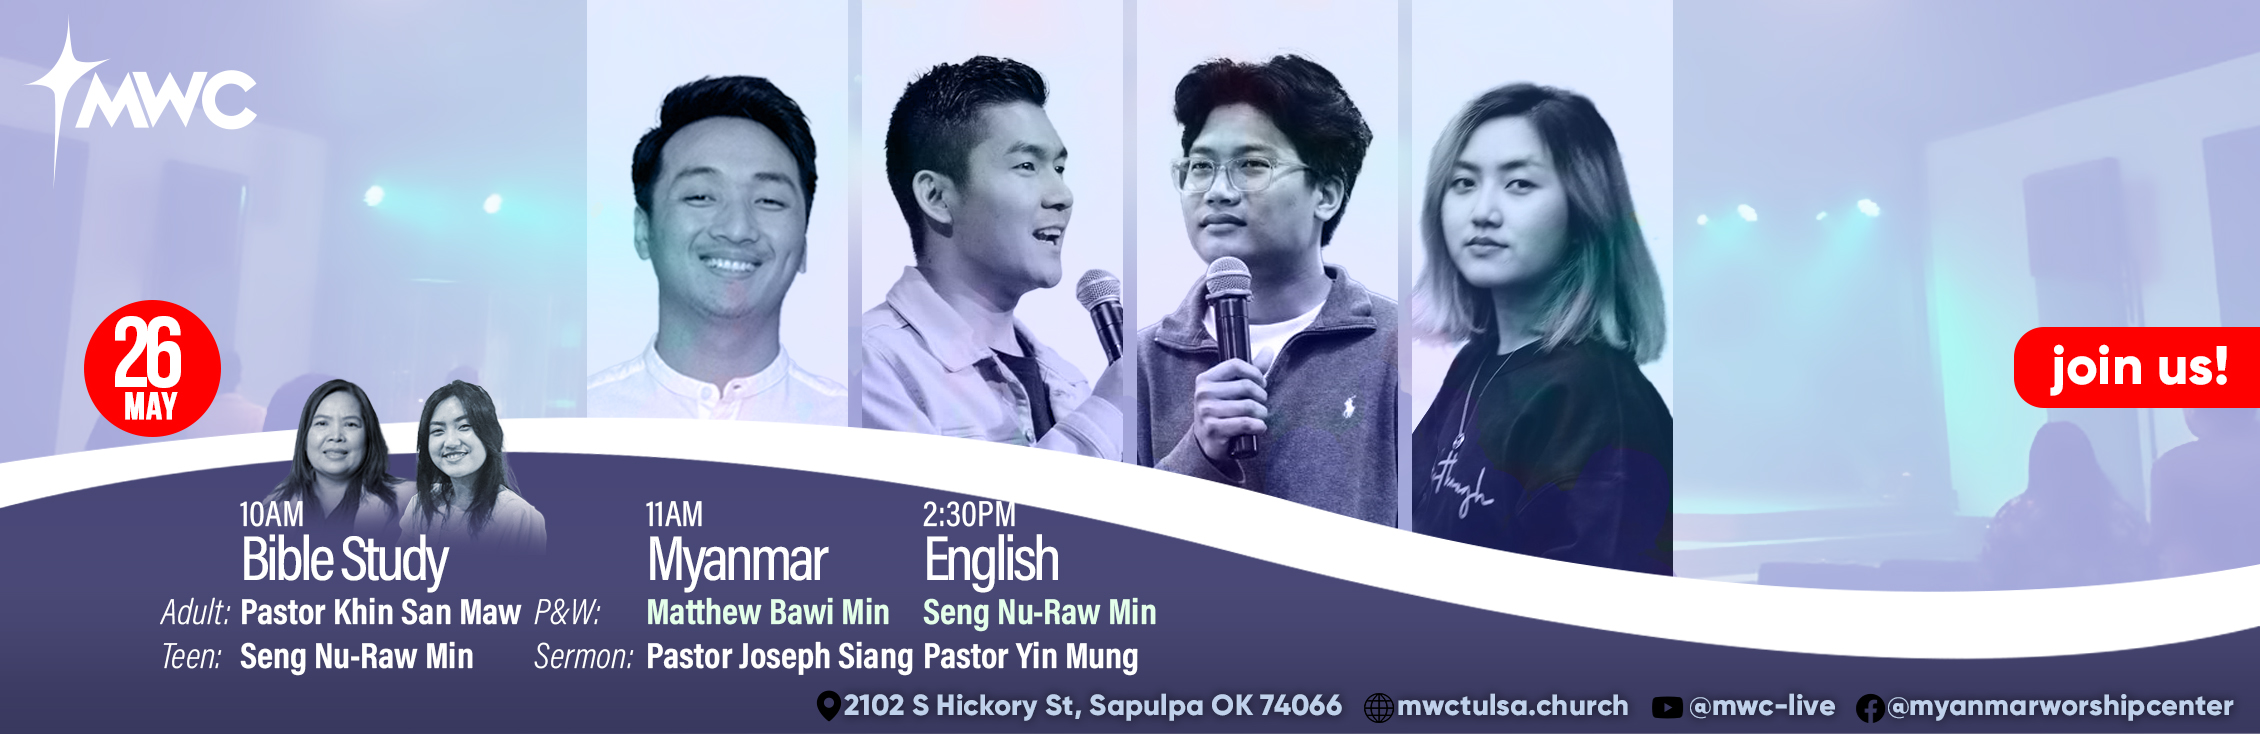 MWC
26
MAY
join us!
10AM
Bible Study
Adult: Pastor Khin San Maw
Teen: Seng Nu-Raw Min
11AM 2:30PM
Myanmar English
P&W: Matthew Bawi Min Seng Nu-Raw Min
Sermon: Pastor Joseph Siang Pastor Yin Mung
2102 S Hickory St, Sapulpa OK 74066 mwctulsa.church @mwc-live @myanmarworshipcenter